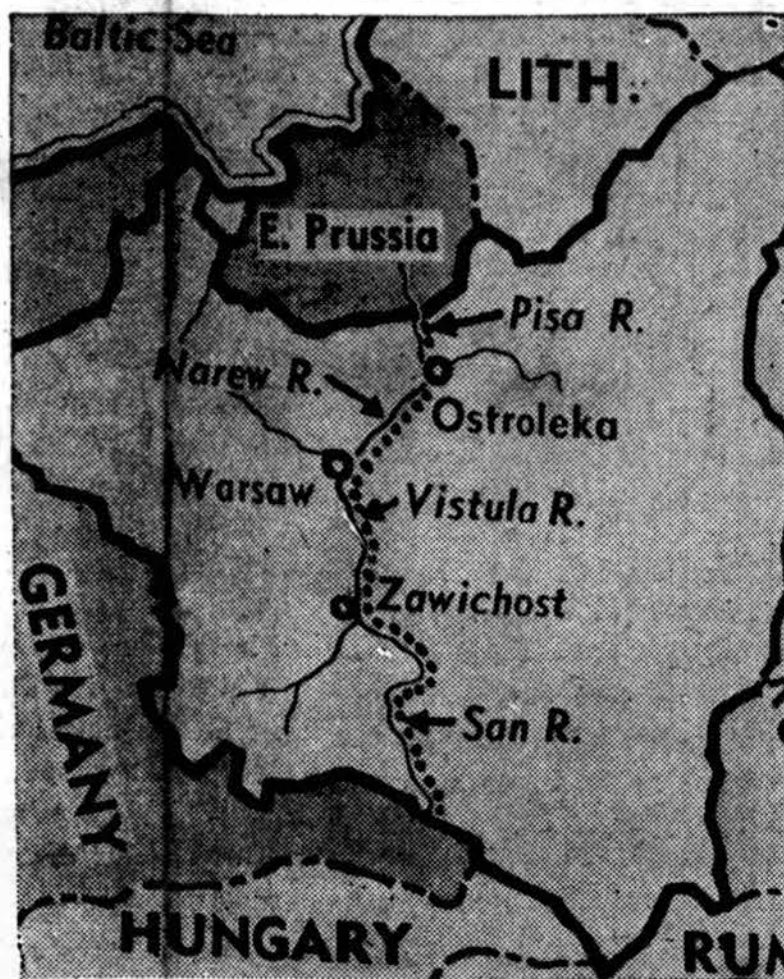 Baltic Sea
LITH.
E. Prussia
Pisa R.
Narew R.
Ostroleka
Warsaw
Vistula R.
Zawichost
GERMANY
San R.
HUNGARY
RUM